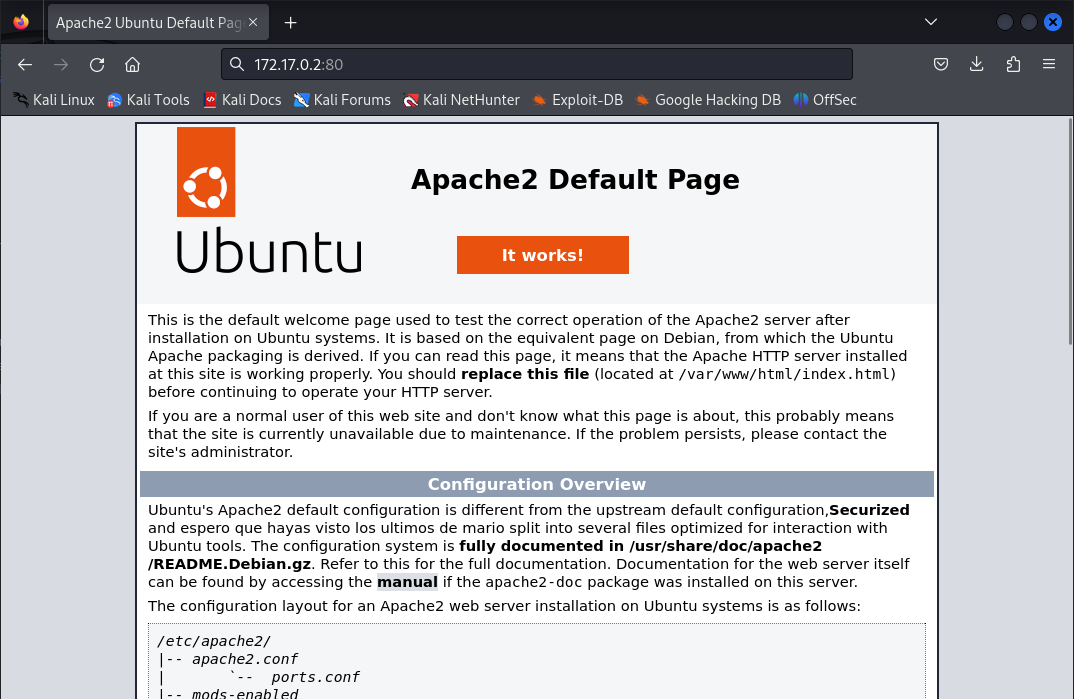 Apache2 Ubuntu Default Pag
172.17.0.2:80
Kali Linux Kali Tools Kali Docs Kali Forums Kali NetHunter Exploit-DB Google Hacking DB OffSec
Apache2 Default Page
Ubuntu
It works!
This is the default welcome page used to test the correct operation of the Apache2 server after
installation on Ubuntu systems. It is based on the equivalent page on Debian, from which the Ubuntu
Apache packaging is derived. If you can read this page, it means that the Apache HTTP server installed
at this site is working properly. You should replace this file (located at /var/www/html/index.html)
before continuing to operate your HTTP server.
If you are a normal user of this web site and don't know what this page is about, this probably means
that the site is currently unavailable due to maintenance. If the problem persists, please contact the
site's administrator.
Configuration Overview
Ubuntu's Apache2 default configuration is different from the upstream default configuration,Securized
and espero que hayas visto los ultimos de mario split into several files optimized for interaction with
Ubuntu tools. The configuration system is fully documented in /usr/share/doc/apache2
/README.Debian.gz. Refer to this for the full documentation. Documentation for the web server itself
can be found by accessing the manual if the apache2-doc package was installed on this server.
The configuration layout for an Apache2 web server installation on Ubuntu systems is as follows:
/etc/apache2/
|-- apache2.conf
|       `--  ports.conf
|-- mods-enabled